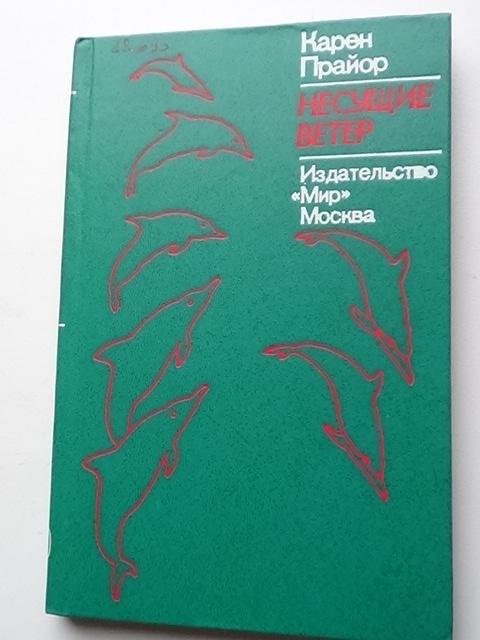 Карен
Прайор
НЕСУЩИЕ
ВЕТЕР
Издательство
«Мир»
Москва